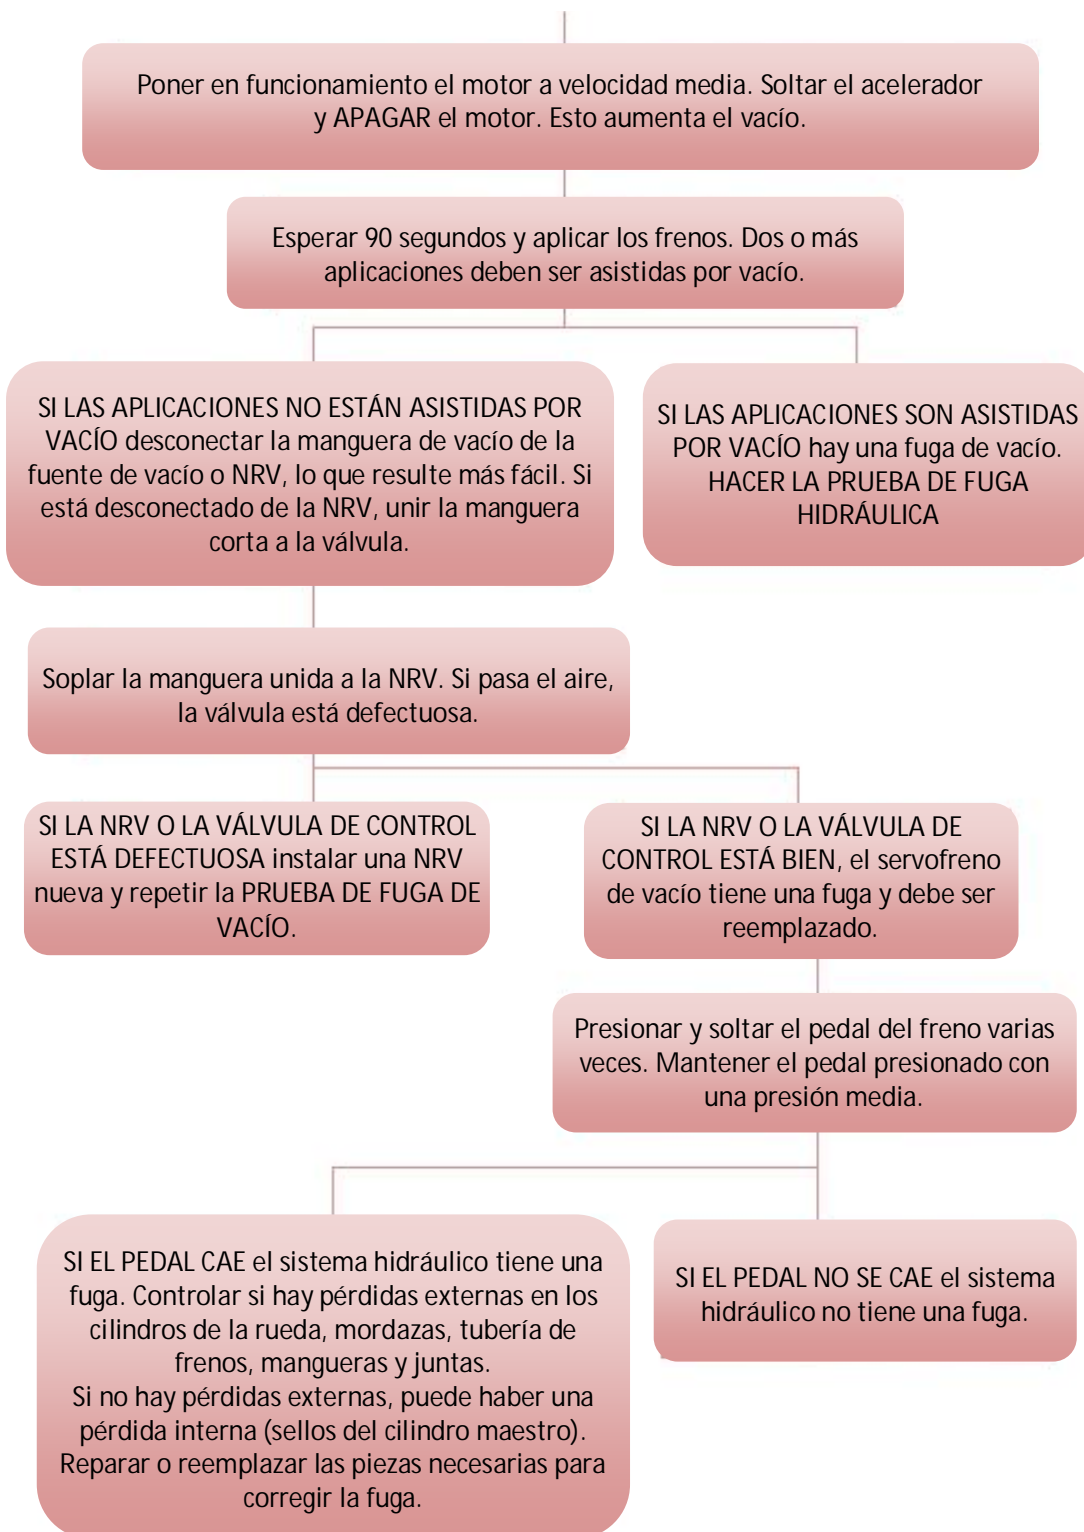 Poner en funcionamiento el motor a velocidad media. Soltar el acelerador
y APAGAR el motor. Esto aumenta el vacío.
Esperar 90 segundos y aplicar los frenos. Dos o más
aplicaciones deben ser asistidas por vacío.
SI LAS APLICACIONES NO ESTÁN ASISTIDAS POR
VACÍO desconectar la manguera de vacío de la
fuente de vacío o NRV, lo que resulte más fácil. Si
está desconectado de la NRV, unir la manguera
corta a la válvula.
SI LAS APLICACIONES SON ASISTIDAS
POR VACÍO hay una fuga de vacío.
HACER LA PRUEBA DE FUGA
HIDRÁULICA
Soplar la manguera unida a la NRV. Si pasa el aire,
la válvula está defectuosa.
SI LA NRV O LA VÁLVULA DE CONTROL
ESTÁ DEFECTUOSA instalar una NRV
nueva y repetir la PRUEBA DE FUGA DE
VACÍO.
SI LA NRV O LA VÁLVULA DE
CONTROL ESTÁ BIEN, el servofreno
de vacío tiene una fuga y debe ser
reemplazado.
Presionar y soltar el pedal del freno varias
veces. Mantener el pedal presionado con
una presión media.
SI EL PEDAL CAE el sistema hidráulico tiene una
fuga. Controlar si hay pérdidas externas en los
cilindros de la rueda, mordazas, tubería de
frenos, mangueras y juntas.
Si no hay pérdidas externas, puede haber una
pérdida interna (sellos del cilindro maestro).
Reparar o reemplazar las piezas necesarias para
corregir la fuga.
SI EL PEDAL NO SE CAE el sistema
hidráulico no tiene una fuga.